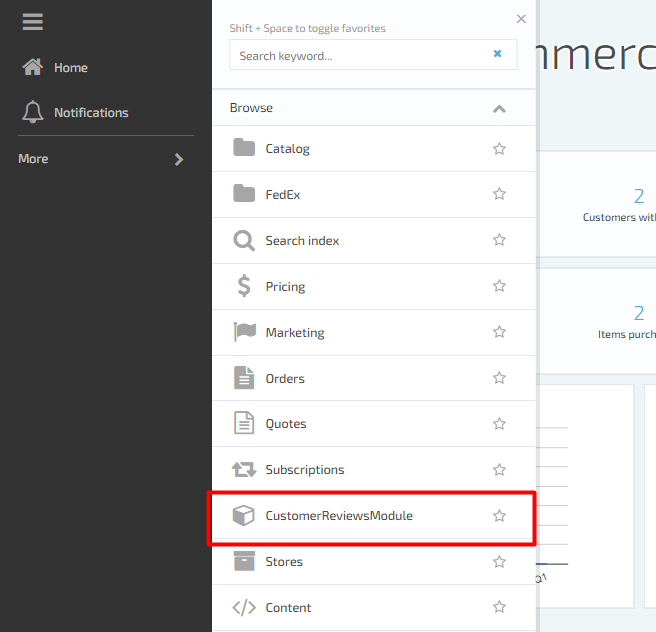 Home
Notifications
More
Shift + Space to toggle favorites
Search keyword...
Browse
Catalog
FedEx
Search index
Pricing
Marketing
Orders
Quotes
Subscriptions
CustomerReviewsModule
Stores
Content
2
Customers with
2
Items purch
Q1